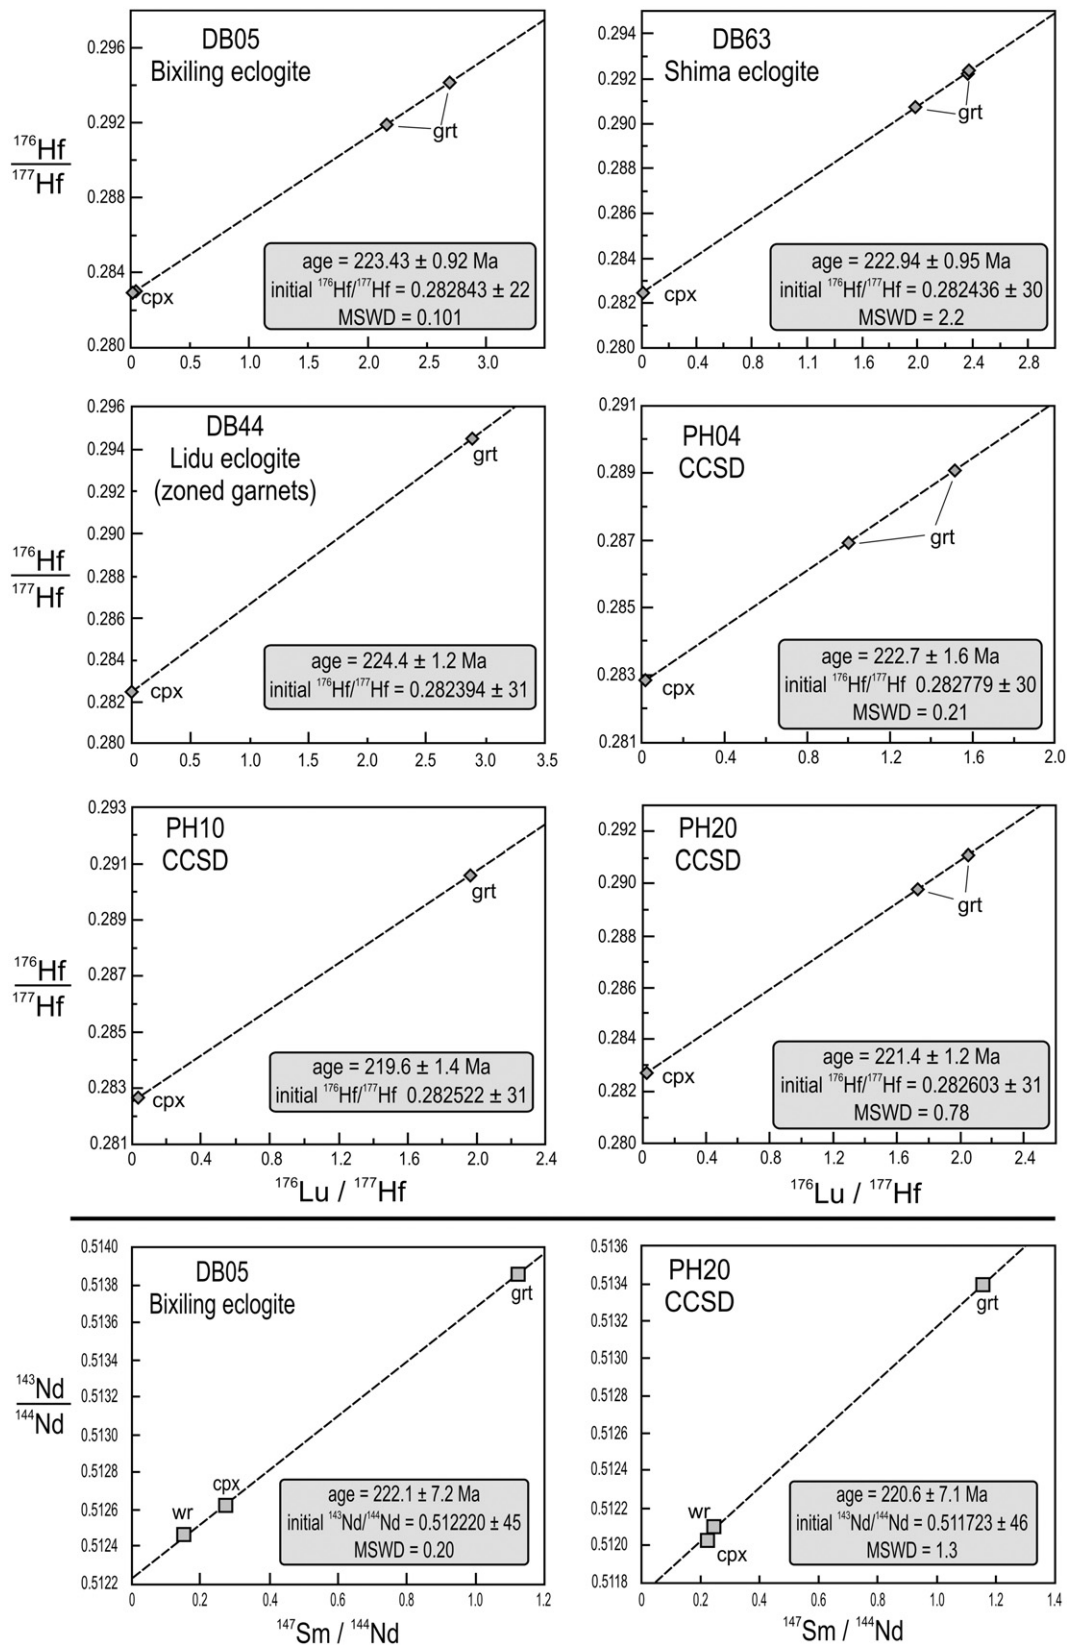 DB05
Bixiling eclogite
176Hf
177Hf
0.296
0.292
0.288
0.284
0.280
grt
cpx
age = 223.43 ± 0.92 Ma
initial 176Hf/177Hf = 0.282843 ± 22
MSWD = 0.101
0 0.5 1.0 1.5 2.0 2.5 3.0
DB63
Shima eclogite
0.294
0.292
0.290
0.288
0.286
0.284
0.282
0.280
grt
cpx
age = 222.94 ± 0.95 Ma
initial 176Hf/177Hf = 0.282436 ± 30
MSWD = 2.2
0 0.4 0.8 1.1 1.3 1.6 2.0 2.4 2.8
DB44
Lidu eclogite
(zoned garnets)
176Hf
177Hf
0.296
0.294
0.292
0.290
0.288
0.286
0.284
0.282
0.280
grt
cpx
age = 224.4 ± 1.2 Ma
initial 176Hf/177Hf = 0.282394 ± 31
0 0.5 1.0 1.5 2.0 2.5 3.0 3.5
PH04
CCSD
0.291
0.289
0.287
0.285
0.283
0.281
grt
cpx
age = 222.7 ± 1.6 Ma
initial 176Hf/177Hf 0.282779 ± 30
MSWD = 0.21
0 0.4 0.8 1.2 1.6 2.0
PH10
CCSD
176Hf
177Hf
0.293
0.291
0.289
0.287
0.285
0.283
0.281
grt
cpx
age = 219.6 ± 1.4 Ma
initial 176Hf/177Hf 0.282522 ± 31
0 0.4 0.8 1.2 1.6 2.0 2.4
176Lu / 177Hf
PH20
CCSD
0.292
0.290
0.288
0.286
0.284
0.282
0.280
grt
cpx
age = 221.4 ± 1.2 Ma
initial 176Hf/177Hf = 0.282603 ± 31
MSWD = 0.78
0 0.4 0.8 1.2 1.6 2.0 2.4
176Lu / 177Hf
DB05
Bixiling eclogite
143Nd
144Nd
0.5140
0.5138
0.5136
0.5134
0.5132
0.5130
0.5128
0.5126
0.5124
0.5122
grt
cpx
wr
age = 222.1 ± 7.2 Ma
initial 143Nd/144Nd = 0.512220 ± 45
MSWD = 0.20
0 0.2 0.4 0.6 0.8 1.0 1.2
147Sm / 144Nd
PH20
CCSD
0.5136
0.5134
0.5132
0.5130
0.5128
0.5126
0.5124
0.5122
0.5120
0.5118
grt
wr
cpx
age = 220.6 ± 7.1 Ma
initial 143Nd/144Nd = 0.511723 ± 46
MSWD = 1.3
0 0.2 0.4 0.6 0.8 1.0 1.2 1.4
147Sm / 144Nd